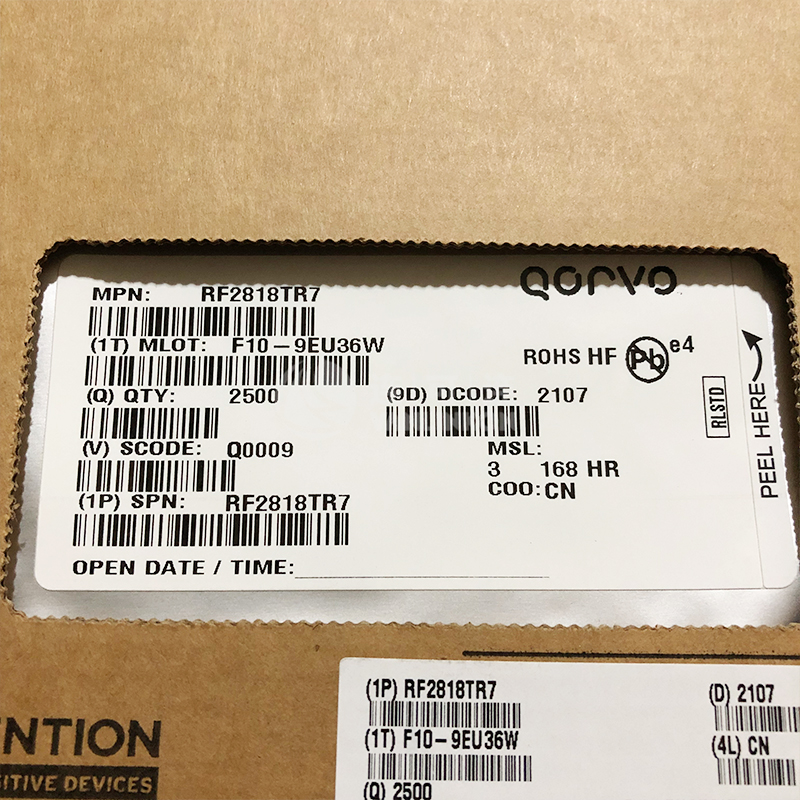 QORVO
MPN: RF2818TR7
(1T) MLOT: F10-9EU36W
ROHS HF Pb e4
(Q) QTY: 2500
(9D) DCODE: 2107
RLSTD
PEEL HERE
(V) SCODE: Q0009
MSL:
3 168 HR
COO: CN
(1P) SPN: RF2818TR7
OPEN DATE / TIME:
(1P) RF2818TR7
(D) 2107
(1T) F10-9EU36W
(4L) CN
(Q) 2500
ENTION
SITIVE DEVICES